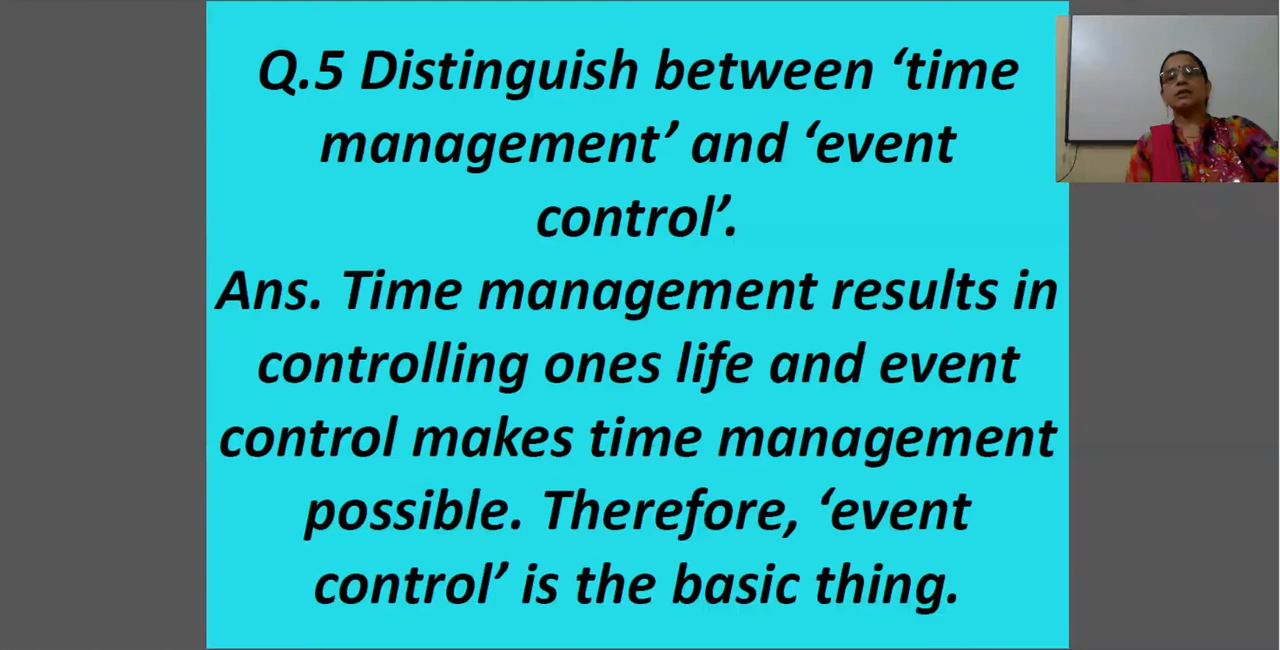 Q.5 Distinguish between ‘time
management’ and ‘event
control’.
Ans. Time management results in
controlling ones life and event
control makes time management
possible. Therefore, ‘event
control’ is the basic thing.